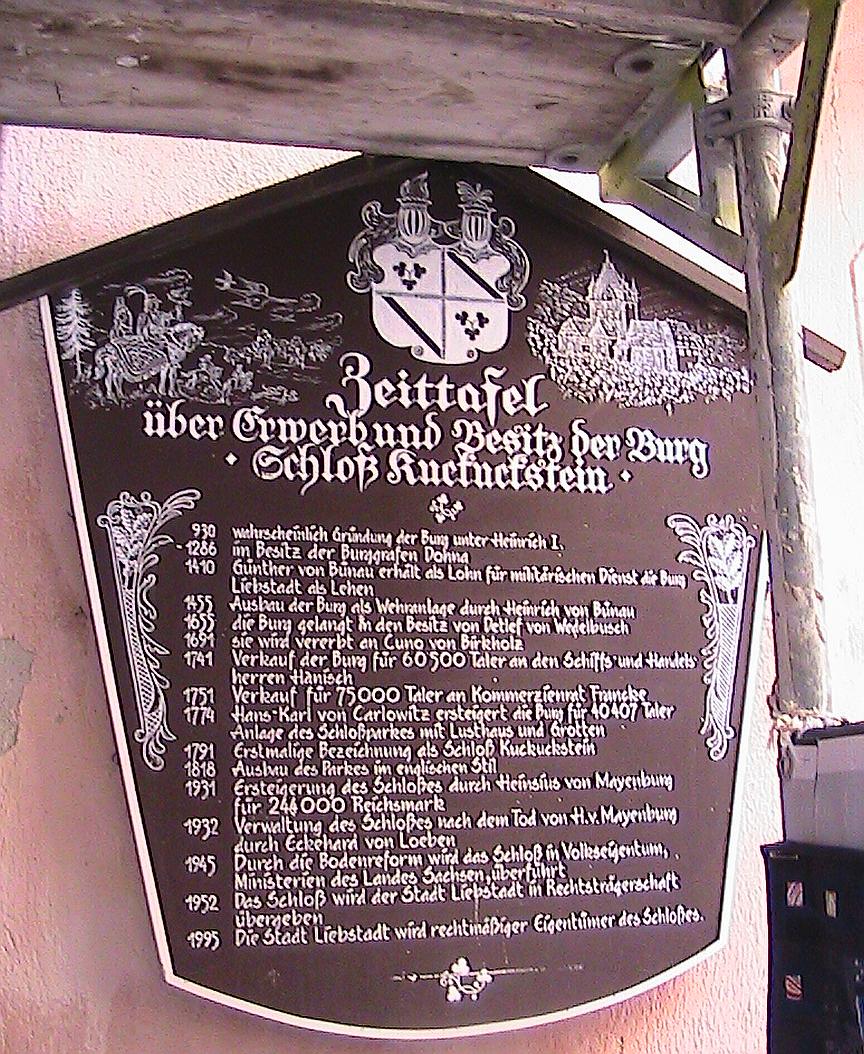 Zeittafel
über Erwerb und Besitz der Burg
· Schloß Kuckuckstein ·
930 wahrscheinlich Gründung der Burg unter Heinrich I.
-1286 im Besitz der Burggrafen Dohna
1410 Günther von Bünau erhält als Lohn für militärischen Dienst die Burg
Liebstadt als Lehen
1455 Ausbau der Burg als Wehranlage durch Heinrich von Bünau
1655 die Burg gelangt in den Besitz von Detlef von Wedelbusch
1691 sie wird vererbt an Cuno von Birkholz
1741 Verkauf der Burg für 60 500 Taler an den Schiffs- und Handels-
herren Hänisch
1751 Verkauf für 75000 Taler an Kommerzienrat Francke
1774 Hans-Karl von Carlowitz ersteigert die Burg für 40407 Taler
Anlage des Schloßparkes mit Lusthaus und Grotten
1791 Erstmalige Bezeichnung als Schloß Kuckuckstein
1818 Ausbau des Parkes im englischen Stil
1931 Ersteigerung des Schloßes durch Heinsius von Mayenburg
für 244 000 Reichsmark
1932 Verwaltung des Schloßes nach dem Tod von H.v. Mayenburg
durch Eckehard von Loeben
1945 Durch die Bodenreform wird das Schloß in Volkseigentum,
Ministerien des Landes Sachsen, überführt
1952 Das Schloß wird der Stadt Liebstadt in Rechtsträgerschaft
übergeben
1995 Die Stadt Liebstadt wird rechtmäßiger Eigentümer des Schloßes.